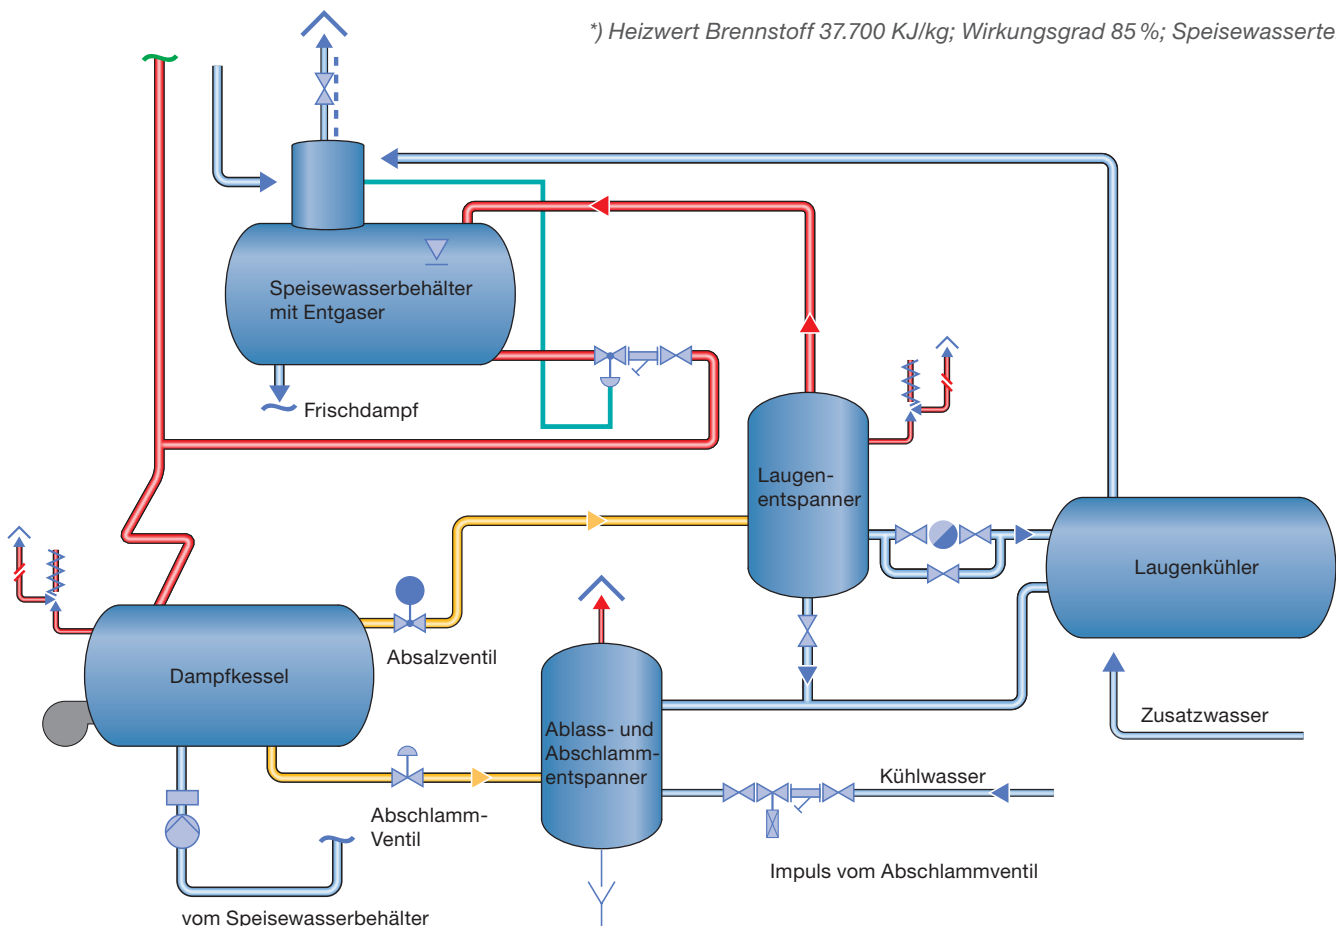 *) Heizwert Brennstoff 37.700 KJ/kg; Wirkungsgrad 85 %; Speisewasserte
Speisewasserbehälter
mit Entgaser
Frischdampf
Laugen-
entspanner
Laugenkühler
Absalzventil
Dampfkessel
Zusatzwasser
Ablass- und
Abschlamm-
entspanner
Kühlwasser
Abschlamm-
Ventil
Impuls vom Abschlammventil
vom Speisewasserbehälter